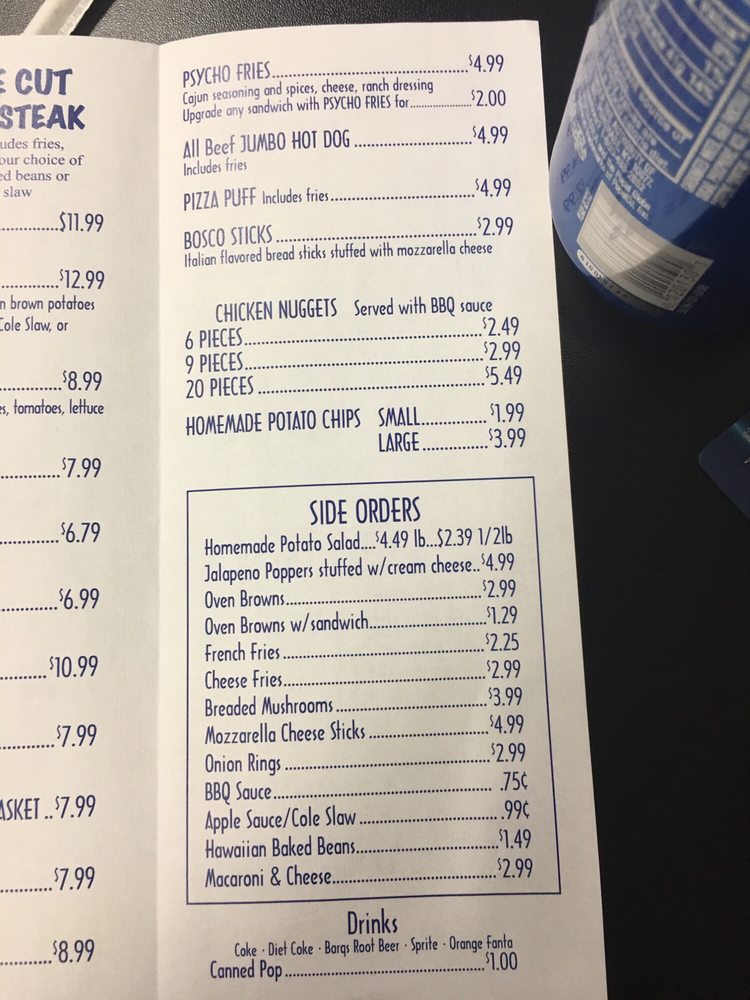 E CUT
STEAK
udes fries,
our choice of
ed beans or
slaw
$11.99
$12.99
n brown potatoes
Cole Slaw, or
$8.99
es, tomatoes, lettuce
$7.99
$6.79
$6.99
$10.99
$7.99
ASKET .. $7.99
$7.99
$8.99
PSYCHO FRIES $4.99
Cajun seasoning and spices, cheese, ranch dressing
Upgrade any sandwich with PSYCHO FRIES for $2.00
All Beef JUMBO HOT DOG $4.99
Includes fries
PIZZA PUFF Includes fries $4.99
BOSCO STICKS $2.99
Italian flavored bread sticks stuffed with mozzarella cheese
CHICKEN NUGGETS Served with BBQ sauce
6 PIECES $2.49
9 PIECES $2.99
20 PIECES $5.49
HOMEMADE POTATO CHIPS SMALL $1.99
LARGE $3.99
SIDE ORDERS
Homemade Potato Salad....$4.49 lb...$2.39 1/2lb
Jalapeno Poppers stuffed w/cream cheese..$4.99
Oven Browns $2.99
Oven Browns w/sandwich $1.29
French Fries $2.25
Cheese Fries $2.99
Breaded Mushrooms $3.99
Mozzarella Cheese Sticks $4.99
Onion Rings $2.99
BBQ Sauce .75¢
Apple Sauce/Cole Slaw .99¢
Hawaiian Baked Beans $1.49
Macaroni & Cheese $2.99
Drinks
Coke · Diet Coke · Barqs Root Beer · Sprite · Orange Fanta
Canned Pop $1.00